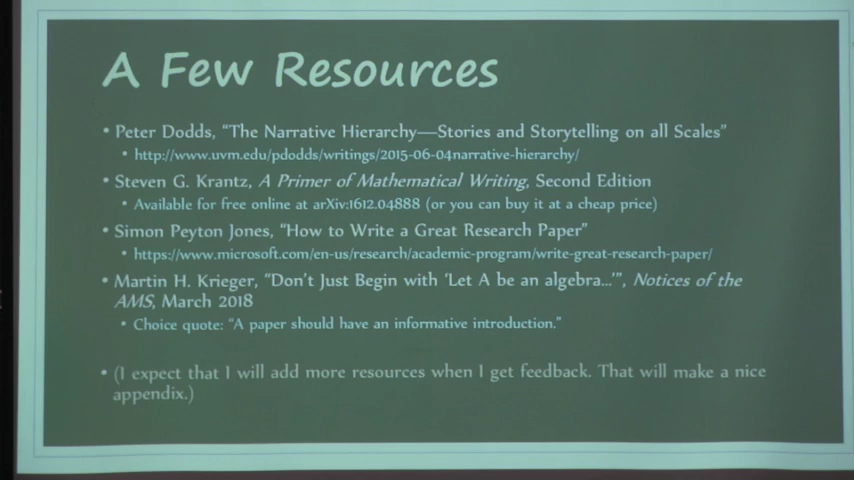 A Few Resources
• Peter Dodds, “The Narrative Hierarchy—Stories and Storytelling on all Scales”
• http://www.uvm.edu/pdodds/writings/2015-06-04narrative-hierarchy/
• Steven G. Krantz, A Primer of Mathematical Writing, Second Edition
• Available for free online at arXiv:1612.04888 (or you can buy it at a cheap price)
• Simon Peyton Jones, “How to Write a Great Research Paper”
• https://www.microsoft.com/en-us/research/academic-program/write-great-research-paper/
• Martin H. Krieger, “Don’t Just Begin with ‘Let A be an algebra…’”, Notices of the
AMS, March 2018
• Choice quote: “A paper should have an informative introduction.”
• (I expect that I will add more resources when I get feedback. That will make a nice
appendix.)